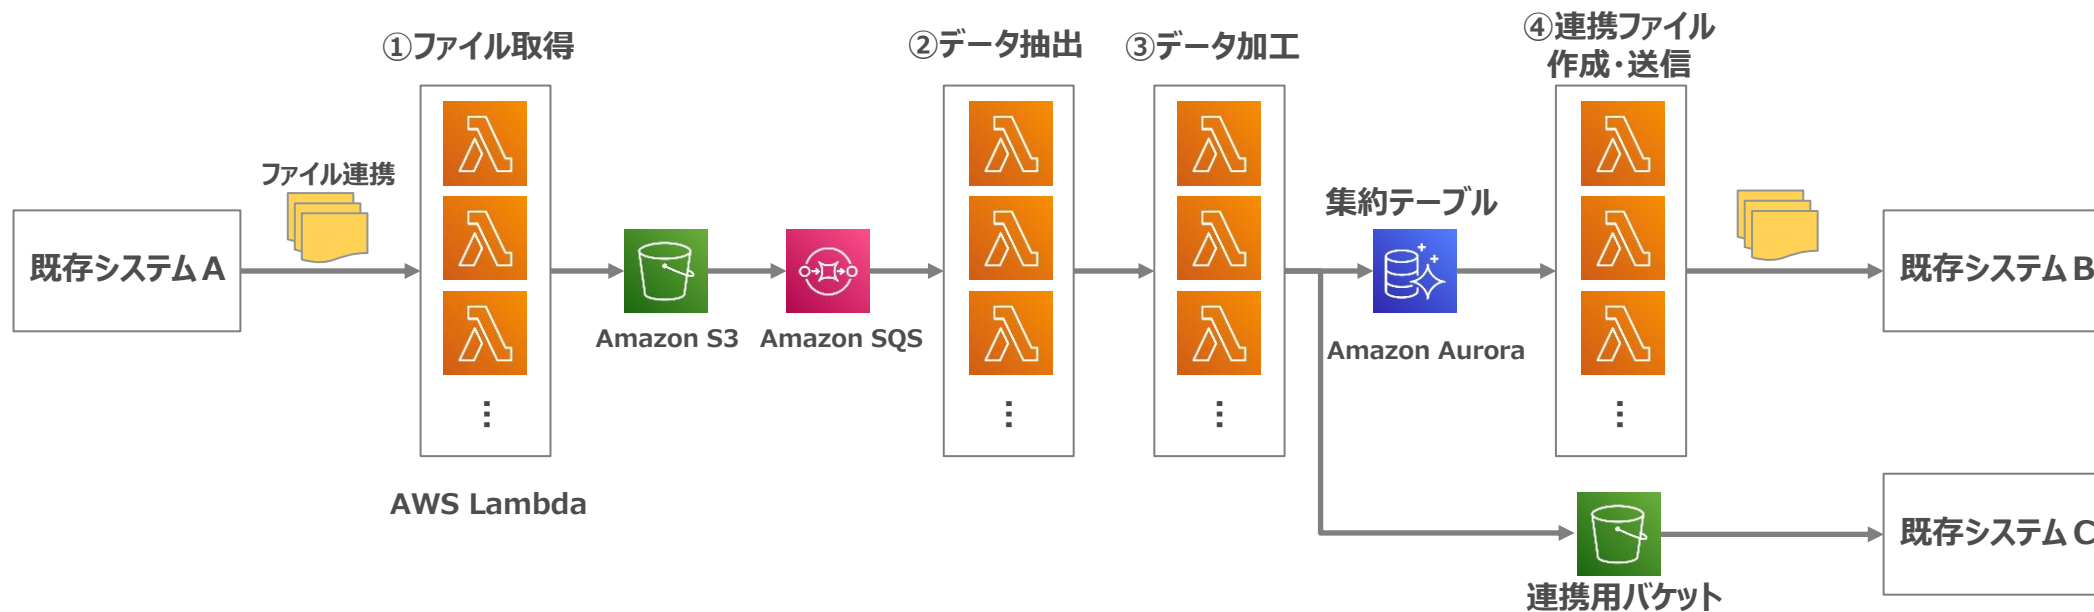 ①ファイル取得
②データ抽出
③データ加工
④連携ファイル
作成・送信
ファイル連携
既存システムA
集約テーブル
既存システムB
Amazon S3
Amazon SQS
Amazon Aurora
⋮
⋮
⋮
⋮
AWS Lambda
既存システムC
連携用バケット